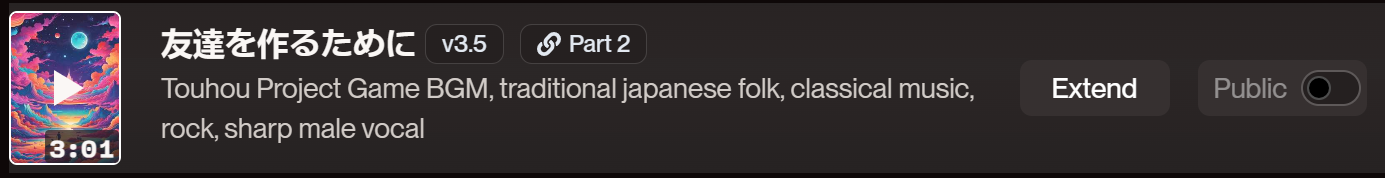 友達を作るために v3.5 Part 2
Touhou Project Game BGM, traditional japanese folk, classical music,
rock, sharp male vocal
Extend
Public
3:01